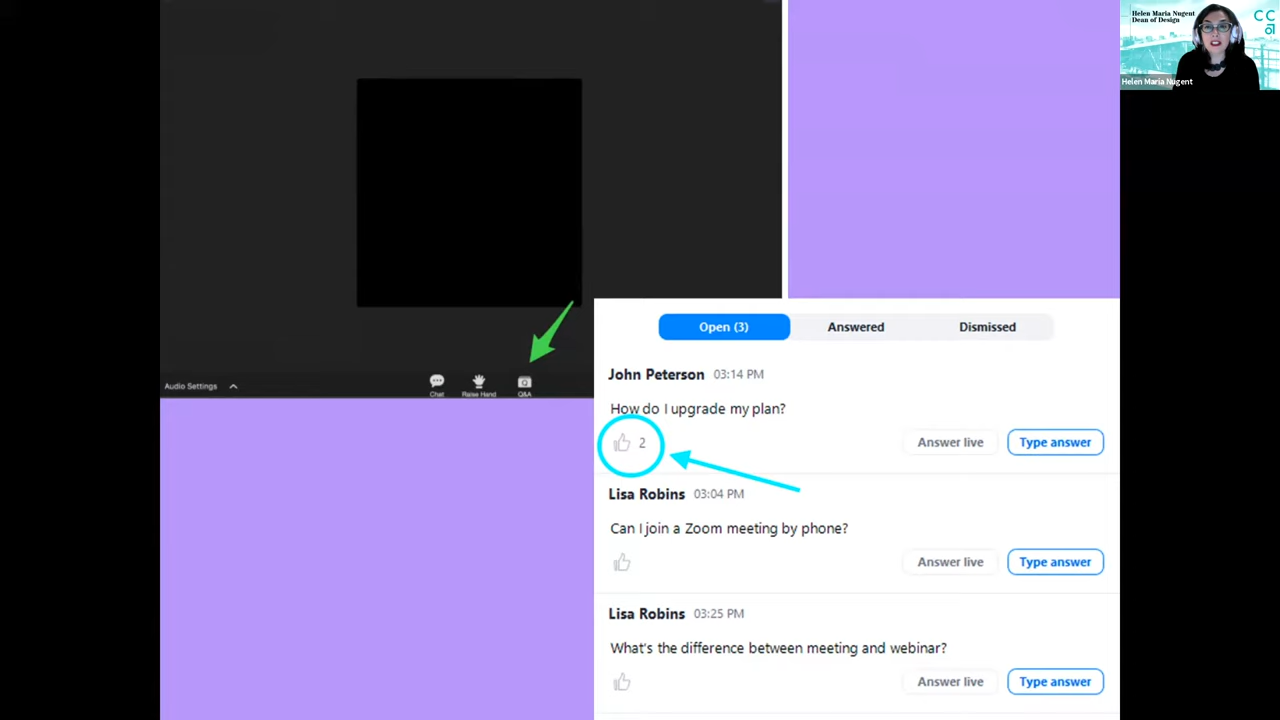 Audio Settings
Chat
Raise Hand
Q&A
Open (3)
Answered
Dismissed
John Peterson 03:14 PM
How do I upgrade my plan?
2
Answer live
Type answer
Lisa Robins 03:04 PM
Can I join a Zoom meeting by phone?
Answer live
Type answer
Lisa Robins 03:25 PM
What's the difference between meeting and webinar?
Answer live
Type answer
Helen Maria Nugent
Dean of Design
CC
a
Helen Maria Nugent